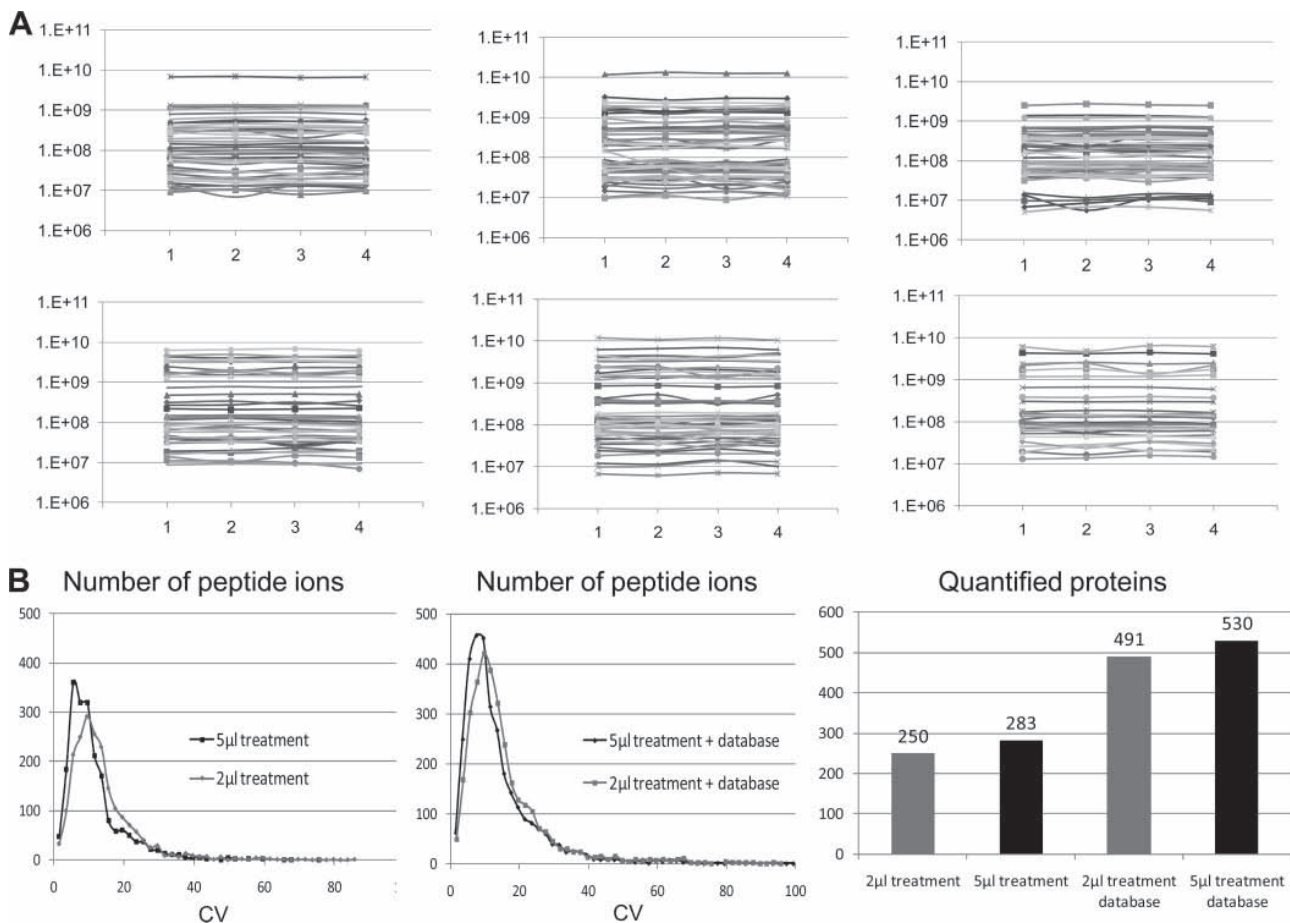 A
1.E+11
1.E+10
1.E+09
1.E+08
1.E+07
1.E+06
1 2 3 4
1.E+11
1.E+10
1.E+09
1.E+08
1.E+07
1.E+06
1 2 3 4
1.E+11
1.E+10
1.E+09
1.E+08
1.E+07
1.E+06
1 2 3 4
1.E+11
1.E+10
1.E+09
1.E+08
1.E+07
1.E+06
1 2 3 4
1.E+11
1.E+10
1.E+09
1.E+08
1.E+07
1.E+06
1 2 3 4
1.E+11
1.E+10
1.E+09
1.E+08
1.E+07
1.E+06
1 2 3 4
B
Number of peptide ions
500
400
300
200
100
0
5µl treatment
2µl treatment
0 20 40 60 80
CV
Number of peptide ions
500
400
300
200
100
0
5µl treatment + database
2µl treatment + database
0 20 40 60 80 100
CV
Quantified proteins
600
500
400
300
200
100
0
250
283
491
530
2µl treatment
5µl treatment
2µl treatment
database
5µl treatment
database